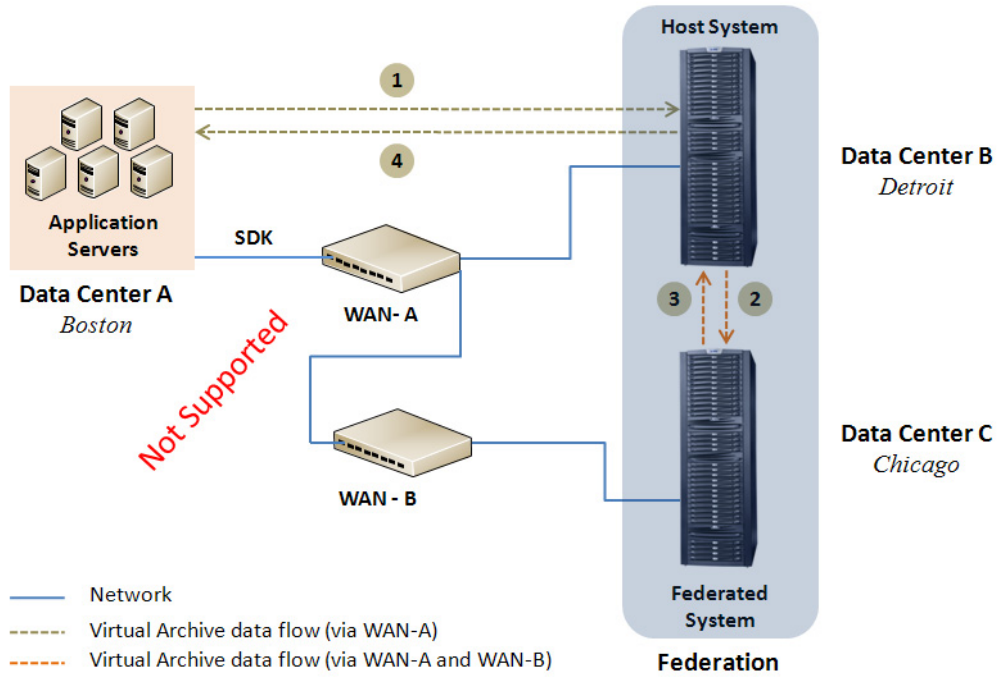 Host System
1
4
Data Center B
Detroit
Application
Servers
SDK
Data Center A
Boston
WAN- A
3
2
Not Supported
Data Center C
Chicago
WAN - B
Network
Virtual Archive data flow (via WAN-A)
Virtual Archive data flow (via WAN-A and WAN-B)
Federated
System
Federation